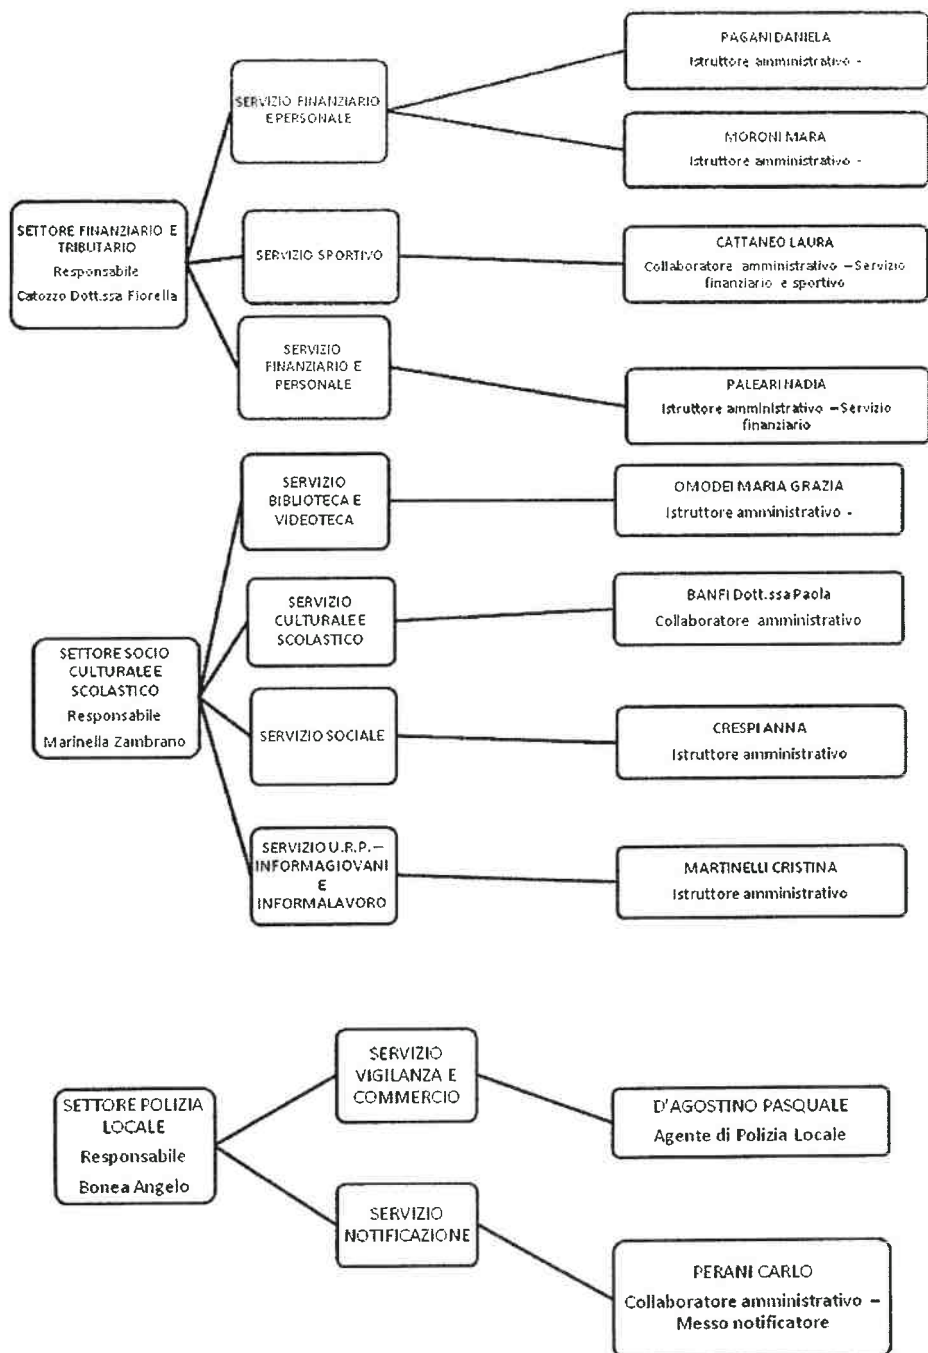 SETTORE FINANZIARIO E
TRIBUTARIO
Responsabile
Catozzo Dott.ssa Fiorella
SERVIZIO FINANZIARIO
E PERSONALE
PAGANI DANIELA
Istruttore amministrativo -
MORONI MARA
Istruttore amministrativo -
SERVIZIO SPORTIVO
CATTANEO LAURA
Collaboratore amministrativo – Servizio
finanziario e sportivo
SERVIZIO
FINANZIARIO E
PERSONALE
PALEARI NADIA
Istruttore amministrativo – Servizio
finanziario
SETTORE SOCIO
CULTURALE E
SCOLASTICO
Responsabile
Marinella Zambrano
SERVIZIO
BIBLIOTECA E
VIDEOTECA
OMODEI MARIA GRAZIA
Istruttore amministrativo -
SERVIZIO
CULTURALE E
SCOLASTICO
BANFI Dott.ssa Paola
Collaboratore amministrativo
SERVIZIO SOCIALE
CRESPI ANNA
Istruttore amministrativo
SERVIZIO U.R.P. –
INFORMAGIOVANI
E
INFORMALAVORO
MARTINELLI CRISTINA
Istruttore amministrativo
SETTORE POLIZIA
LOCALE
Responsabile
Bonea Angelo
SERVIZIO
VIGILANZA E
COMMERCIO
D'AGOSTINO PASQUALE
Agente di Polizia Locale
SERVIZIO
NOTIFICAZIONE
PERANI CARLO
Collaboratore amministrativo –
Messo notificatore